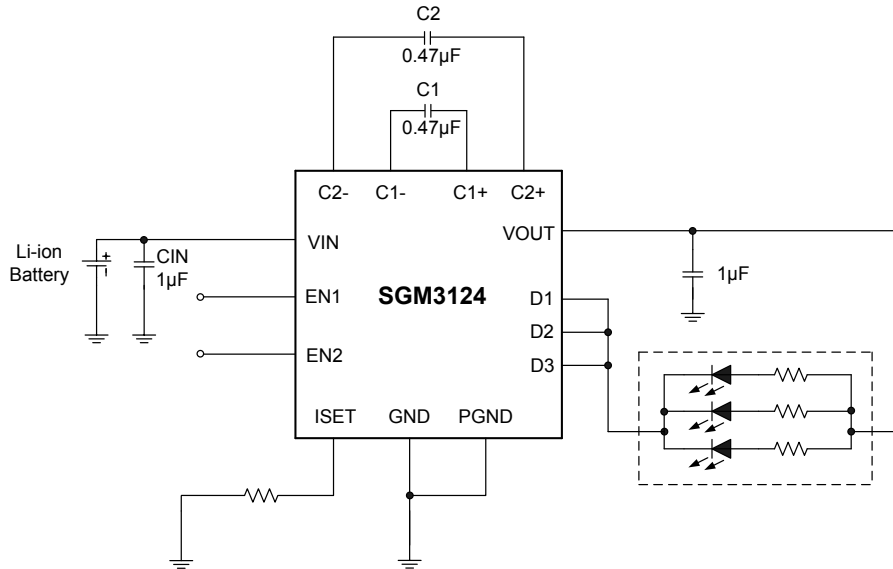 C2
0.47µF
C1
0.47µF
C2-
C1-
C1+
C2+
VIN
VOUT
Li-ion
Battery
+
-
CIN
1µF
1µF
EN1
SGM3124
D1
D2
EN2
D3
ISET
GND
PGND